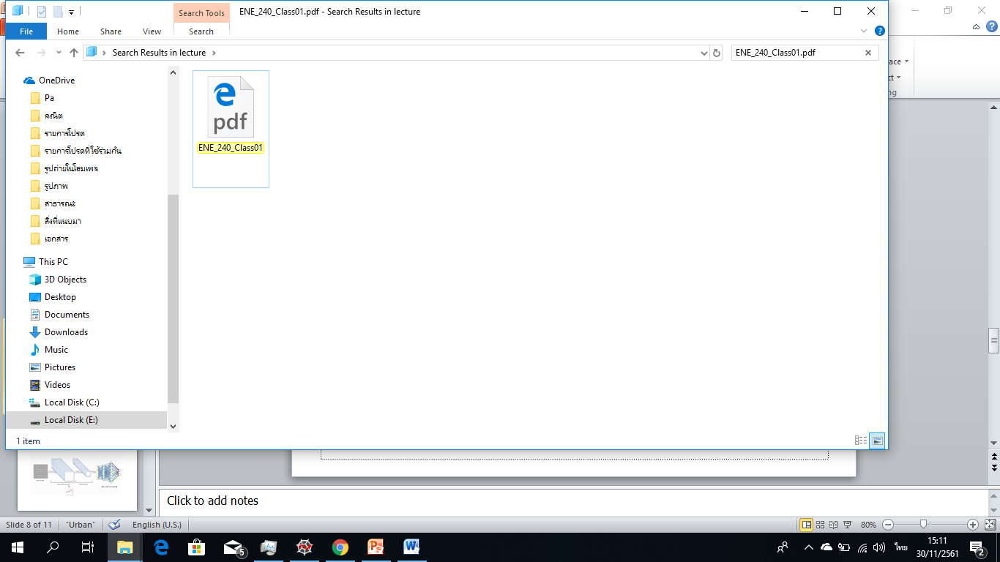 Search Tools
ENE_240_Class01.pdf - Search Results in lecture
File
Home
Share
View
Search
Search Results in lecture
ENE_240_Class01.pdf
ace
ct
ng
OneDrive
Pa
คณิต
รายการโปรด
รายการโปรดที่ใช้ร่วมกัน
รูปถ่ายในโฮมเพจ
รูปภาพ
สาธารณะ
สิ่งที่แนบมา
เอกสาร
This PC
3D Objects
Desktop
Documents
Downloads
Music
Pictures
Videos
Local Disk (C:)
Local Disk (E:)
e
pdf
ENE_240_Class01
1 item
Click to add notes
Slide 8 of 11
"Urban"
English (U.S.)
80%
5
ไทย
15:11
30/11/2561
2